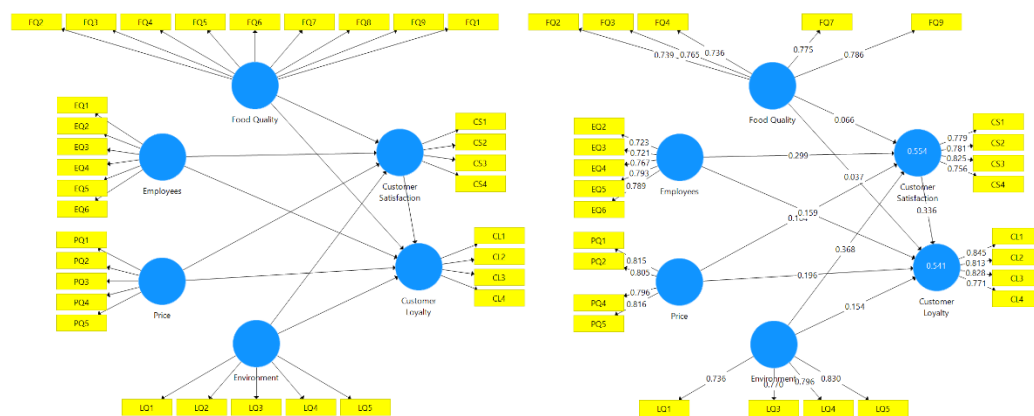 FQ2 FQ3 FQ4 FQ5 FQ6 FQ7 FQ8 FQ9 FQ1
Food Quality
EQ1
EQ2
EQ3
EQ4
EQ5
EQ6
Employees
CS1
CS2
CS3
CS4
Customer
Satisfaction
PQ1
PQ2
PQ3
PQ4
PQ5
Price
CL1
CL2
CL3
CL4
Customer
Loyalty
Environment
LQ1 LQ2 LQ3 LQ4 LQ5
FQ2 FQ3 FQ4 FQ7 FQ9
0.739 0.765 0.736 0.775 0.786
Food Quality
0.066
0.037
EQ2
EQ3
EQ4
EQ5
EQ6
0.723
0.721
0.767
0.793
0.789
Employees
0.299
0.159
0.554
0.779
0.781
0.825
0.756
CS1
CS2
CS3
CS4
Customer
Satisfaction
0.336
0.368
PQ1
PQ2
PQ4
PQ5
0.815
0.805
0.796
0.816
Price
0.196
0.154
0.541
0.845
0.813
0.828
0.771
CL1
CL2
CL3
CL4
Customer
Loyalty
Environment
0.736 0.770 0.796 0.830
LQ1 LQ3 LQ4 LQ5